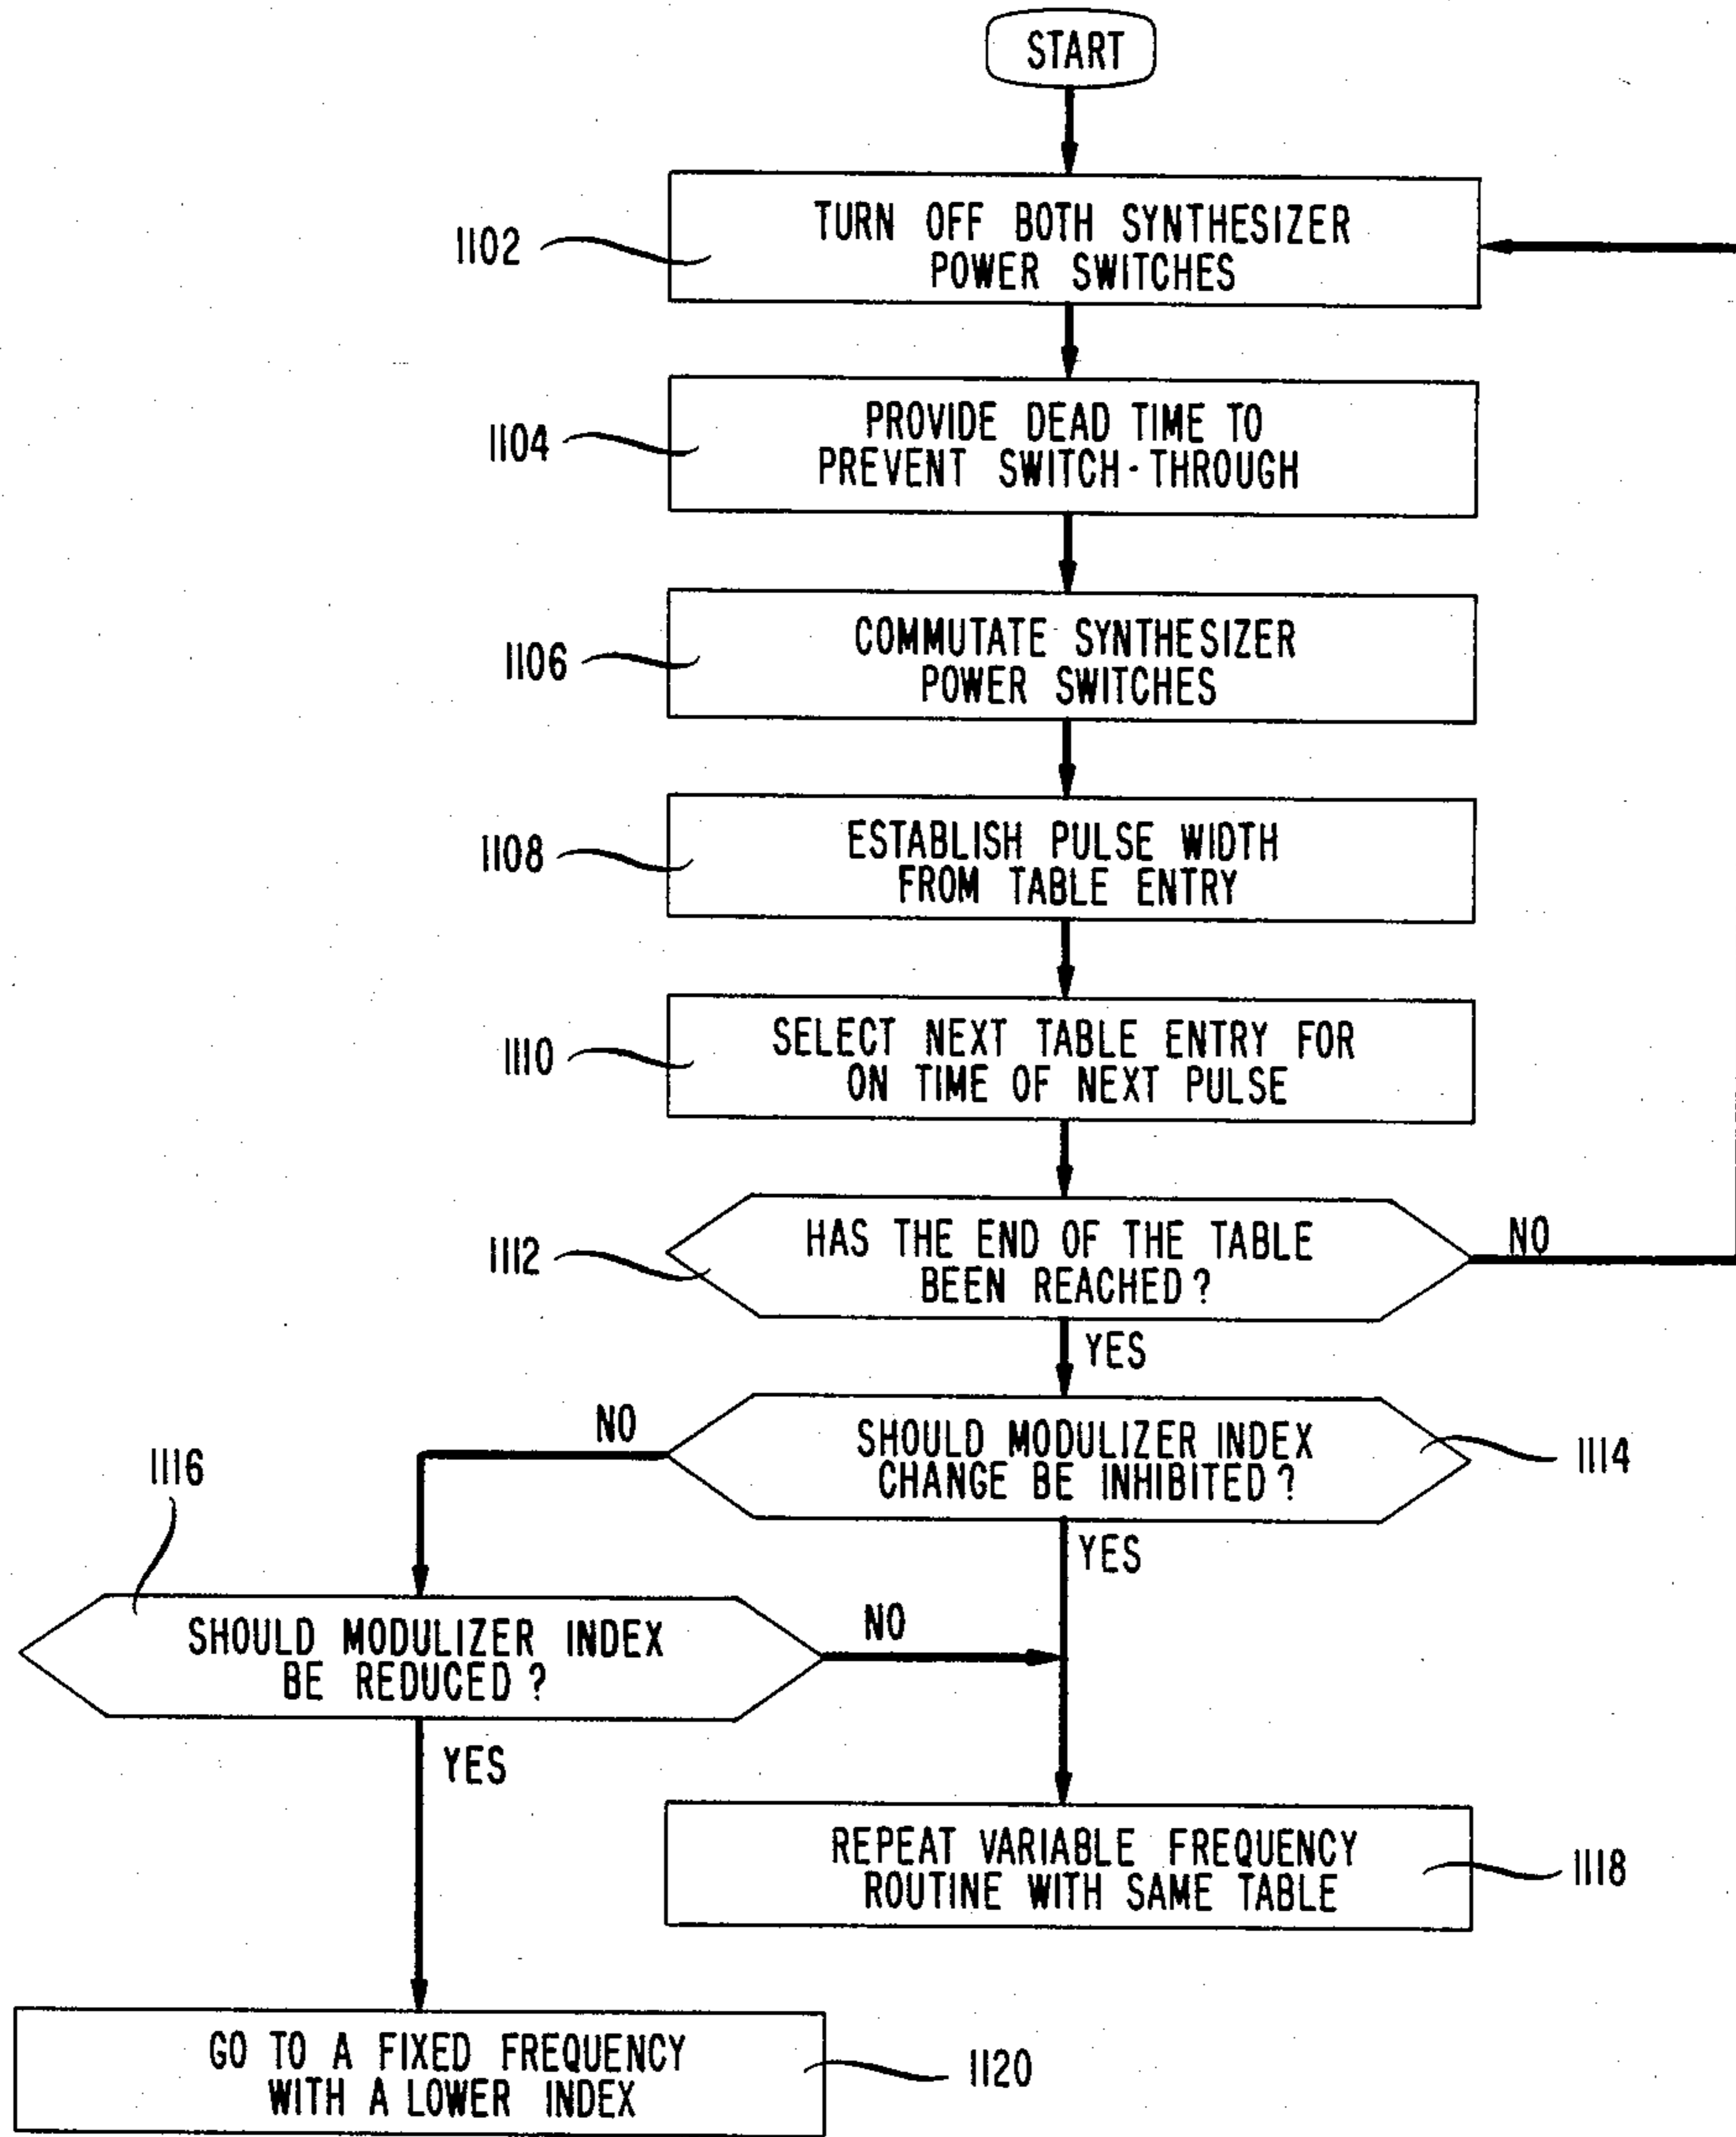 START
1102
TURN OFF BOTH SYNTHESIZER
POWER SWITCHES
1104
PROVIDE DEAD TIME TO
PREVENT SWITCH-THROUGH
1106
COMMUTATE SYNTHESIZER
POWER SWITCHES
1108
ESTABLISH PULSE WIDTH
FROM TABLE ENTRY
1110
SELECT NEXT TABLE ENTRY FOR
ON TIME OF NEXT PULSE
1112
HAS THE END OF THE TABLE
BEEN REACHED?
NO
YES
NO
SHOULD MODULIZER INDEX
CHANGE BE INHIBITED?
1114
1116
YES
SHOULD MODULIZER INDEX
BE REDUCED?
NO
YES
REPEAT VARIABLE FREQUENCY
ROUTINE WITH SAME TABLE
1118
GO TO A FIXED FREQUENCY
WITH A LOWER INDEX
1120